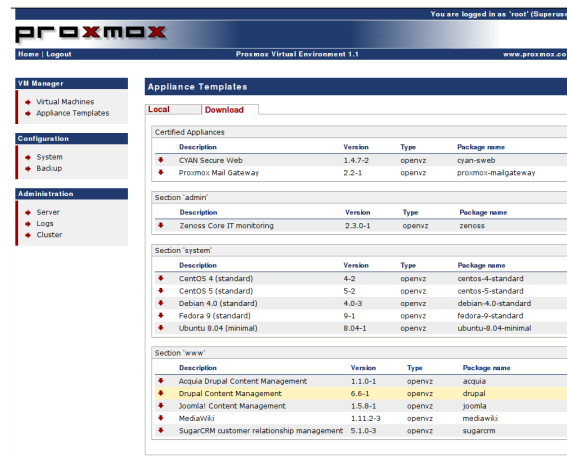 You are logged in as 'root' (Superuse
proxmox
Home | Logout Proxmox Virtual Environment 1.1 www.proxmox.co
VM Manager
Virtual Machines
Appliance Templates
Configuration
System
Backup
Administration
Server
Logs
Cluster
Appliance Templates
Local Download
Certified Appliances
Description Version Type Package name
CYAN Secure Web 1.4.7-2 openvz cyan-sweb
Proxmox Mail Gateway 2.2-1 openvz proxmox-mailgateway
Section 'admin'
Description Version Type Package name
Zenoss Core IT monitoring 2.3.0-1 openvz zenoss
Section 'system'
Description Version Type Package name
CentOS 4 (standard) 4-2 openvz centos-4-standard
CentOS 5 (standard) 5-2 openvz centos-5-standard
Debian 4.0 (standard) 4.0-3 openvz debian-4.0-standard
Fedora 9 (standard) 9-1 openvz fedora-9-standard
Ubuntu 8.04 (minimal) 8.04-1 openvz ubuntu-8.04-minimal
Section 'www'
Description Version Type Package name
Acquia Drupal Content Management 1.1.0-1 openvz acquia
Drupal Content Management 6.6-1 openvz drupal
Joomla! Content Management 1.5.8-1 openvz joomla
MediaWiki 1.11.2-3 openvz mediawiki
SugarCRM customer relationship management 5.1.0-3 openvz sugarcrm